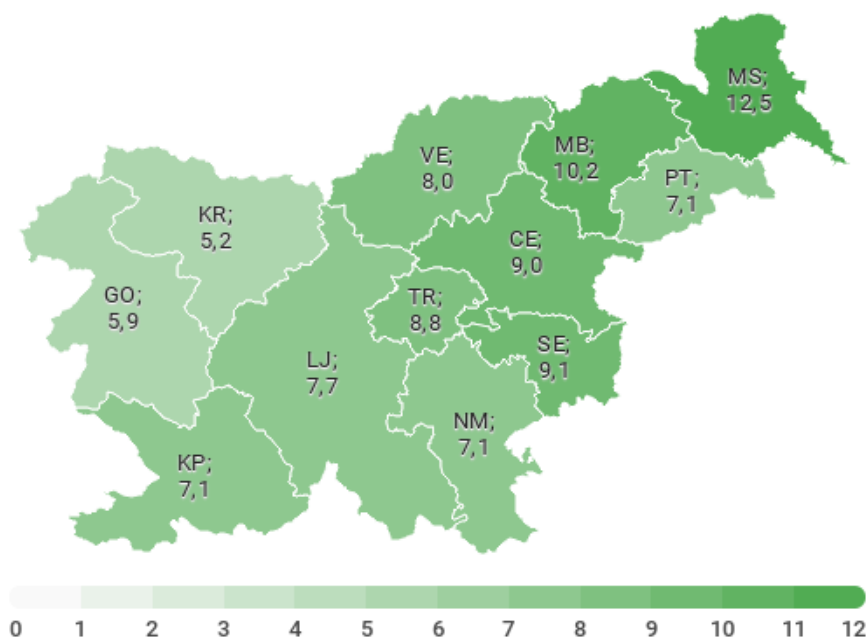 MS;
12,5
MB;
10,2
VE;
8,0
PT;
7,1
KR;
5,2
CE;
9,0
GO;
5,9
TR;
8,8
SE;
9,1
LJ;
7,7
NM;
7,1
KP;
7,1
0 1 2 3 4 5 6 7 8 9 10 11 12